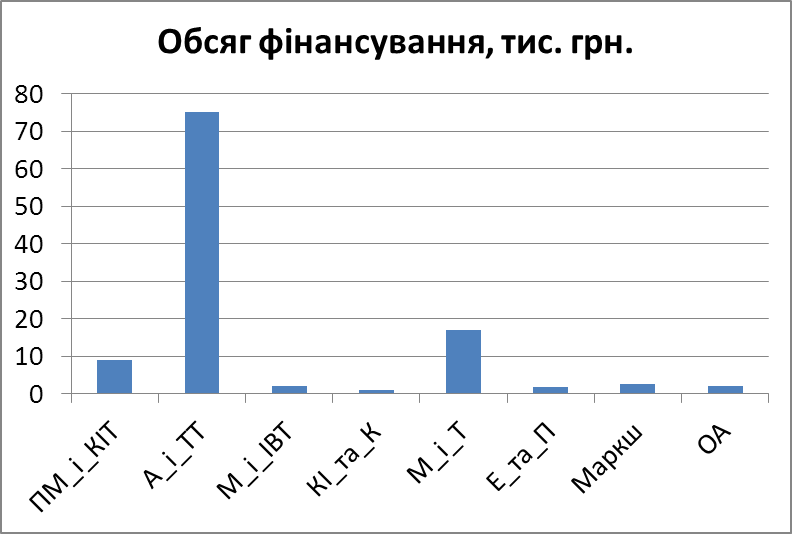 Обсяг фінансування, тис. грн.
80
70
60
50
40
30
20
10
0
ПМ_і_КІТ
А_і_ТТ
М_і_ІВТ
КІ_та_К
М_і_Т
Е_та_П
Маркш
ОА